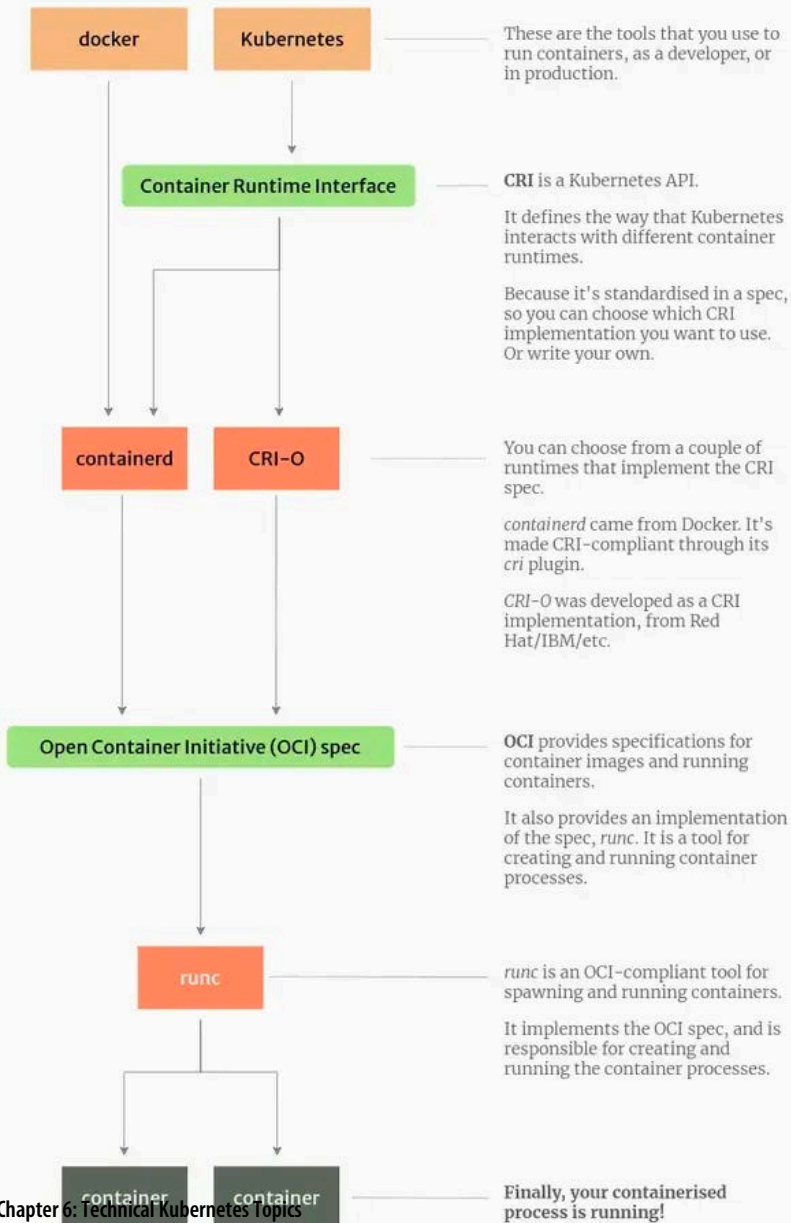 docker
Kubernetes
These are the tools that you use to
run containers, as a developer, or
in production.
Container Runtime Interface
CRI is a Kubernetes API.
It defines the way that Kubernetes
interacts with different container
runtimes.
Because it's standardised in a spec,
so you can choose which CRI
implementation you want to use.
Or write your own.
containerd
CRI-O
You can choose from a couple of
runtimes that implement the CRI
spec.
containerd came from Docker. It's
made CRI-compliant through its
cri plugin.
CRI-O was developed as a CRI
implementation, from Red
Hat/IBM/etc.
Open Container Initiative (OCI) spec
OCI provides specifications for
container images and running
containers.
It also provides an implementation
of the spec, runc. It is a tool for
creating and running container
processes.
runc
runc is an OCI-compliant tool for
spawning and running containers.
It implements the OCI spec, and is
responsible for creating and
running the container processes.
container
container
Finally, your containerised
process is running!
Chapter 6: Technical Kubernetes Topics